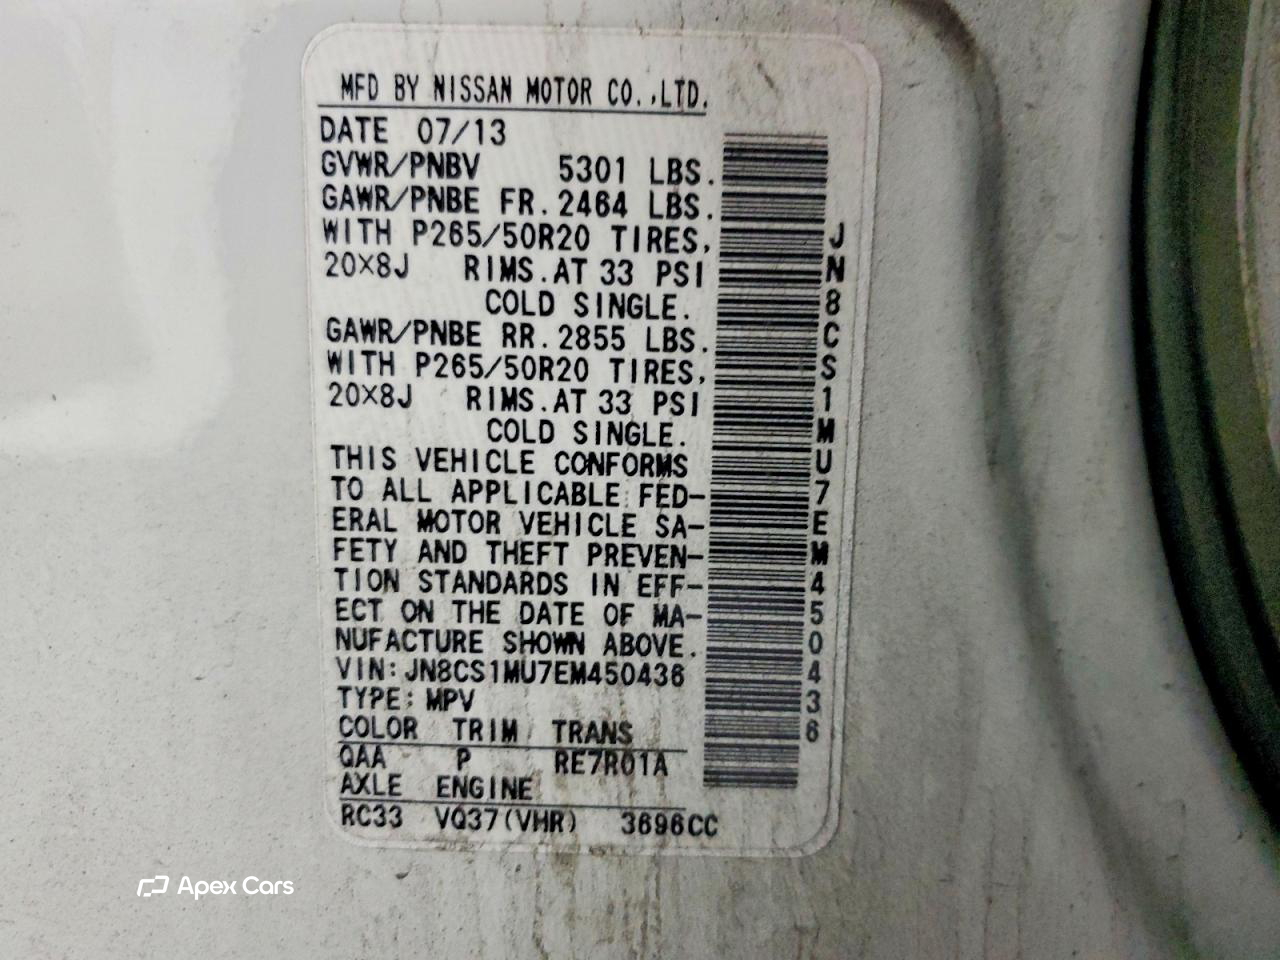 MFD BY NISSAN MOTOR CO.,LTD.
DATE 07/13
GVWR/PNBV 5301 LBS.
GAWR/PNBE FR. 2464 LBS.
WITH P265/50R20 TIRES,
20×8J RIMS. AT 33 PSI
COLD SINGLE.
GAWR/PNBE RR. 2855 LBS.
WITH P265/50R20 TIRES,
20×8J RIMS. AT 33 PSI
COLD SINGLE.
THIS VEHICLE CONFORMS
TO ALL APPLICABLE FED-
ERAL MOTOR VEHICLE SA-
FETY AND THEFT PREVEN-
TION STANDARDS IN EFF-
ECT ON THE DATE OF MA-
NUFACTURE SHOWN ABOVE.
VIN: JN8CS1MU7EM450436
TYPE: MPV
COLOR TRIM TRANS
QAA P RE7R01A
AXLE ENGINE
RC33 VQ37(VHR) 3696CC
JN8CS1MU7EM450436
Apex Cars